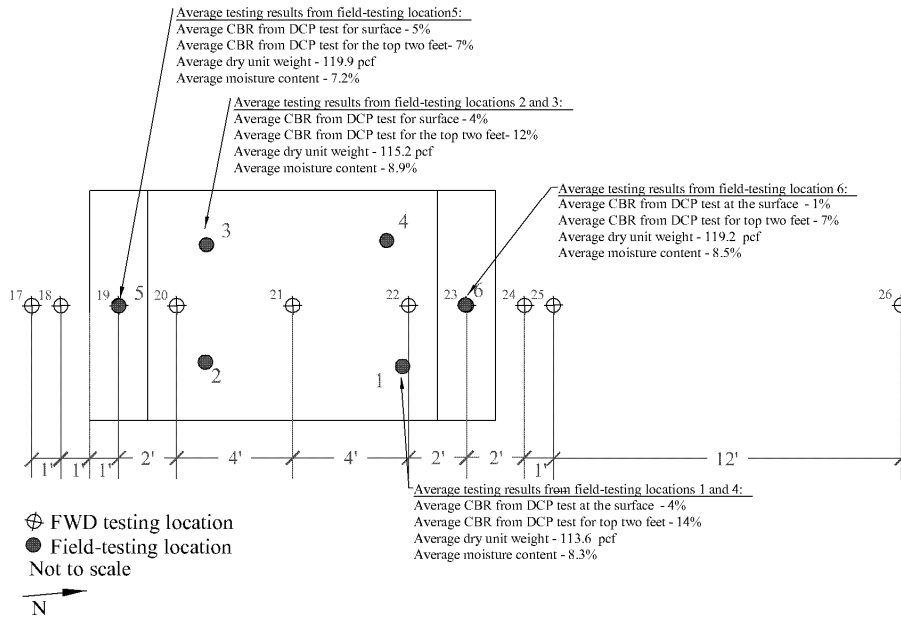 Average testing results from field-testing location5:
Average CBR from DCP test for surface - 5%
Average CBR from DCP test for the top two feet- 7%
Average dry unit weight - 119.9 pcf
Average moisture content - 7.2%
Average testing results from field-testing locations 2 and 3:
Average CBR from DCP test for surface - 4%
Average CBR from DCP test for the top two feet- 12%
Average dry unit weight - 115.2 pcf
Average moisture content - 8.9%
Average testing results from field-testing location 6:
Average CBR from DCP test at the surface - 1%
Average CBR from DCP test for top two feet - 7%
Average dry unit weight - 119.2 pcf
Average moisture content - 8.5%
3
4
17 18 19 5 20 21 22 23 6 24 25 26
2
1
1' 1' 1' 2' 4' 4' 2' 2' 1' 12'
Average testing results from field-testing locations 1 and 4:
Average CBR from DCP test at the surface - 4%
Average CBR from DCP test for top two feet - 14%
Average dry unit weight - 113.6 pcf
Average moisture content - 8.3%
FWD testing location
Field-testing location
Not to scale
N